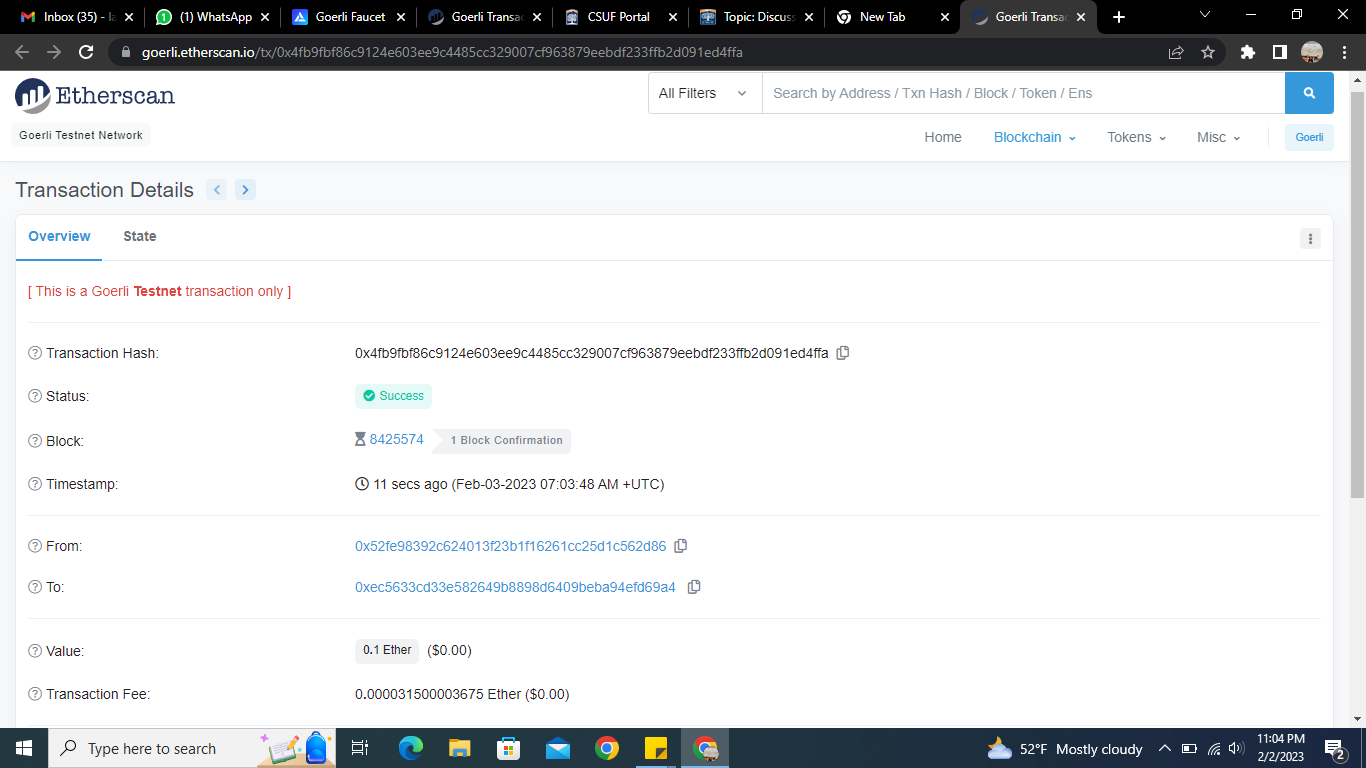 Inbox (35) - la
(1) WhatsApp
Goerli Faucet
Goerli Transac
CSUF Portal
Topic: Discuss
New Tab
Goerli Transac
goerli.etherscan.io/tx/0x4fb9fbf86c9124e603ee9c4485cc329007cf963879eebdf233ffb2d091ed4ffa
Etherscan
All Filters
Search by Address / Txn Hash / Block / Token / Ens
Goerli Testnet Network
Home Blockchain Tokens Misc Goerli
Transaction Details
Overview State
[ This is a Goerli Testnet transaction only ]
Transaction Hash: 0x4fb9fbf86c9124e603ee9c4485cc329007cf963879eebdf233ffb2d091ed4ffa
Status: Success
Block: 8425574 1 Block Confirmation
Timestamp: 11 secs ago (Feb-03-2023 07:03:48 AM +UTC)
From: 0x52fe98392c624013f23b1f16261cc25d1c562d86
To: 0xec5633cd33e582649b8898d6409beba94efd69a4
Value: 0.1 Ether ($0.00)
Transaction Fee: 0.000031500003675 Ether ($0.00)
Type here to search
52°F Mostly cloudy
11:04 PM
2/2/2023
2